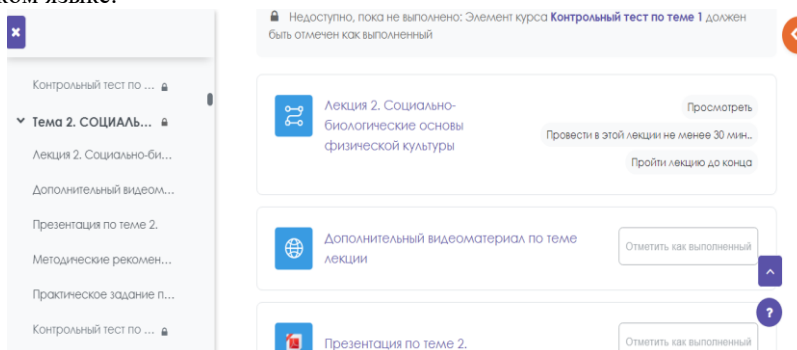 ком языке.
Недоступно, пока не выполнено: Элемент курса Контрольный тест по теме 1 должен
быть отмечен как выполненный
Контрольный тест по ...
Тема 2. СОЦИАЛЬ...
Лекция 2. Социально-би...
Дополнительный видеом...
Презентация по теме 2.
Методические рекомен...
Практическое задание п...
Контрольный тест по ...
Лекция 2. Социально-
биологические основы
физической культуры
Просмотреть
Провести в этой лекции не менее 30 мин..
Пройти лекцию до конца
Дополнительный видеоматериал по теме
лекции
Отметить как выполненный
Презентация по теме 2.
Отметить как выполненный
?